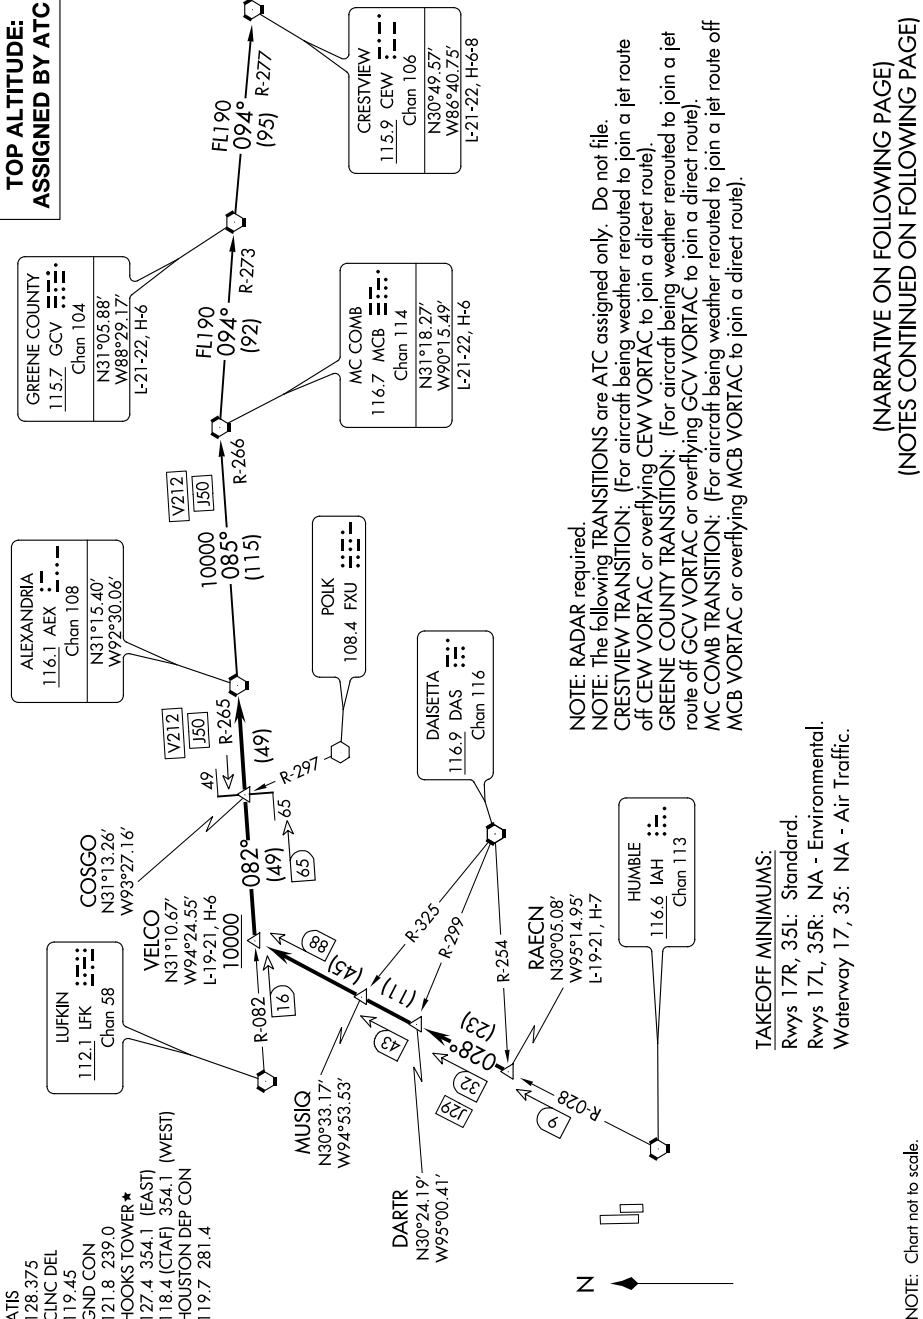 TOP ALTITUDE:
ASSIGNED BY ATC
ATIS
128.375
CLNC DEL
119.45
GND CON
121.8 239.0
HOOKS TOWER★
127.4 354.1 (EAST)
118.4 (CTAF) 354.1 (WEST)
HOUSTON DEP CON
119.7 281.4
LUFKIN
112.1 LFK
Chan 58
R-082
16
VELCO
N31°10.67′
W94°24.55′
L-19-21, H-6
10000
COSGO
N31°13.26′
W93°27.16′
082°
(49)
65
65
49
R-265
(49)
V212
J50
ALEXANDRIA
116.1 AEX
Chan 108
N31°15.40′
W92°30.06′
10000
085°
(115)
V212
J50
R-266
GREENE COUNTY
115.7 GCV
Chan 104
N31°05.88′
W88°29.17′
L-21-22, H-6
FL190
094°
(92)
R-273
FL190
094°
(95)
R-277
CRESTVIEW
115.9 CEW
Chan 106
N30°49.57′
W86°40.75′
L-21-22, H-6-8
MC COMB
116.7 MCB
Chan 114
N31°18.27′
W90°15.49′
L-21-22, H-6
POLK
108.4 FXU
R-297
DAISETTA
116.9 DAS
Chan 116
R-325
R-299
R-254
88
(45)
MUSIQ
N30°33.17′
W94°53.53′
(11)
43
DARTR
N30°24.19′
W95°00.41′
(23)
028°
32
J29
RAECN
N30°05.08′
W95°14.95′
L-19-21, H-7
9
R-028
HUMBLE
116.6 IAH
Chan 113
N
NOTE: RADAR required.
NOTE: The following TRANSITIONS are ATC assigned only. Do not file.
CRESTVIEW TRANSITION: (For aircraft being weather rerouted to join a jet route
off CEW VORTAC or overflying CEW VORTAC to join a direct route).
GREENE COUNTY TRANSITION: (For aircraft being weather rerouted to join a jet
route off GCV VORTAC or overflying GCV VORTAC to join a direct route).
MC COMB TRANSITION: (For aircraft being weather rerouted to join a jet route off
MCB VORTAC or overflying MCB VORTAC to join a direct route).
TAKEOFF MINIMUMS:
Rwys 17R, 35L: Standard.
Rwys 17L, 35R: NA - Environmental.
Waterway 17, 35: NA - Air Traffic.
(NARRATIVE ON FOLLOWING PAGE)
(NOTES CONTINUED ON FOLLOWING PAGE)
NOTE: Chart not to scale.